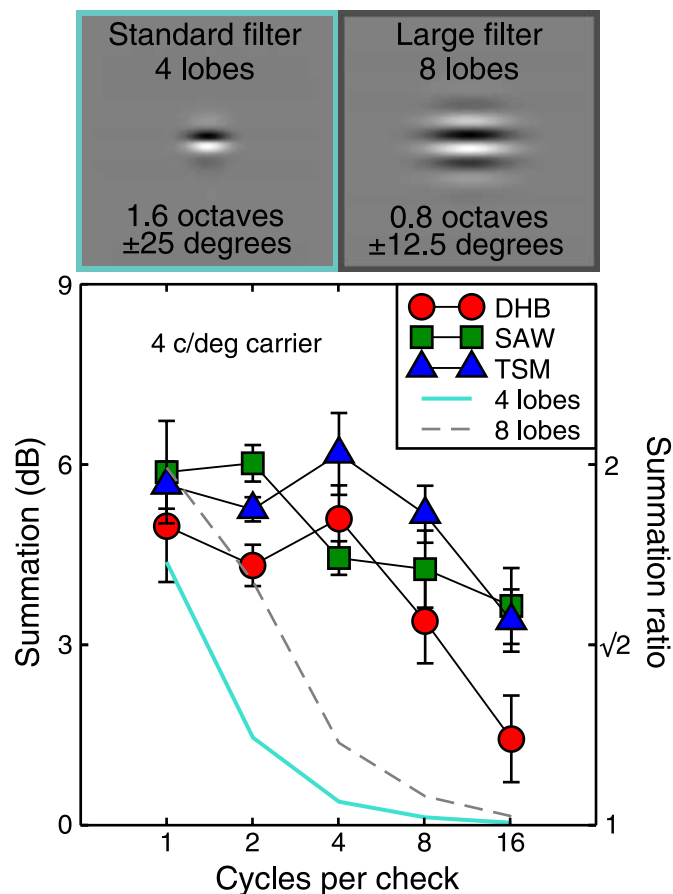 Standard filter
4 lobes
1.6 octaves
±25 degrees
Large filter
8 lobes
0.8 octaves
±12.5 degrees
4 c/deg carrier
DHB
SAW
TSM
4 lobes
8 lobes
Summation (dB)
9
6
3
0
Summation ratio
2
√2
1
1 2 4 8 16
Cycles per check